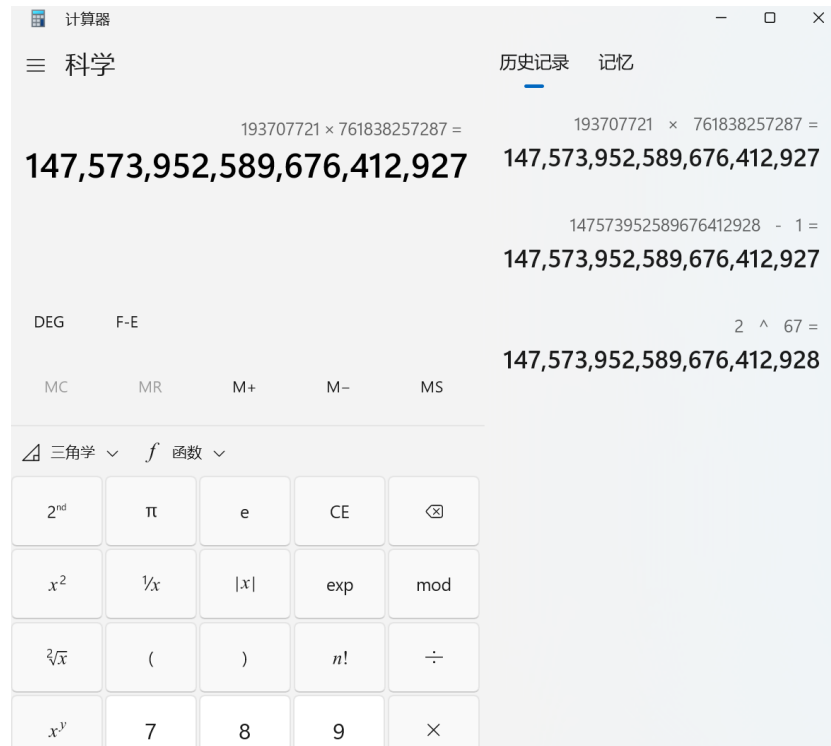 计算器
科学
193707721 × 761838257287 =
147,573,952,589,676,412,927
DEG F-E
MC MR M+ M− MS
三角学 f 函数
2ⁿᵈ π e CE
x² ¹/x |x| exp mod
²√x ( ) n! ÷
xʸ 7 8 9 ×
历史记录 记忆
193707721 × 761838257287 =
147,573,952,589,676,412,927
147573952589676412928 - 1 =
147,573,952,589,676,412,927
2 ^ 67 =
147,573,952,589,676,412,928